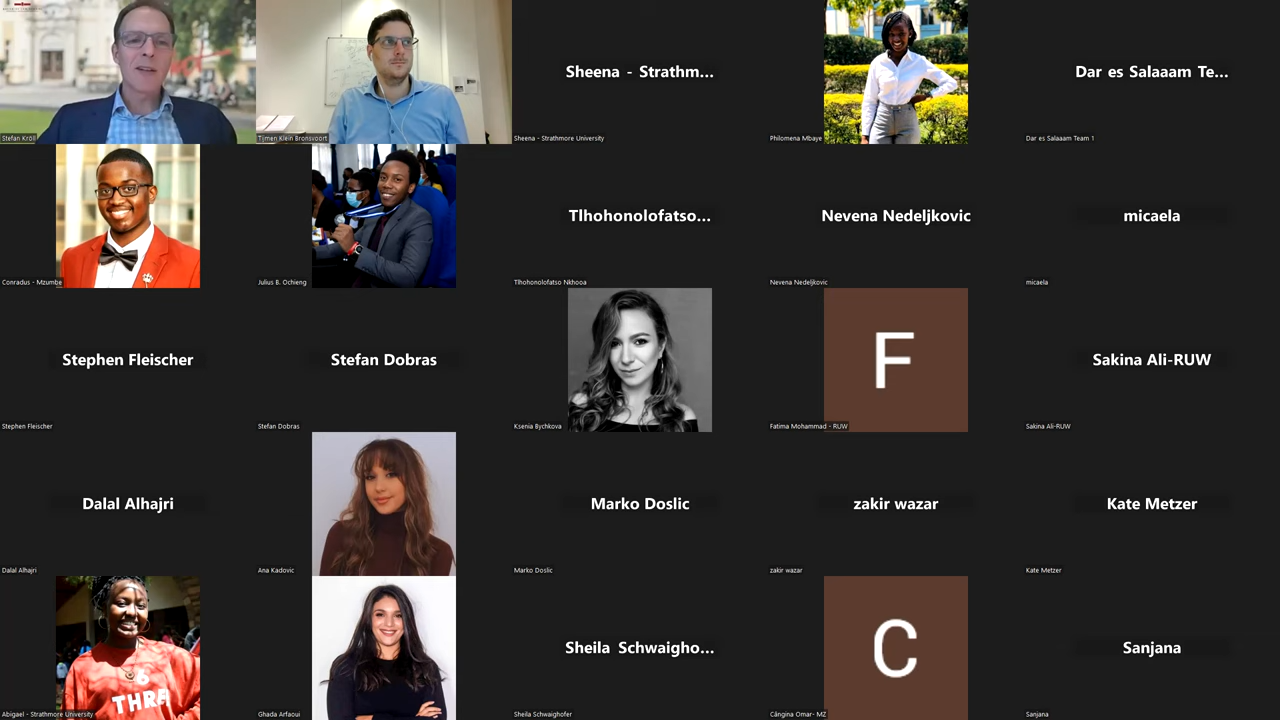 Stefan Kröll
Tijmen Klein Bronsvoort
Sheena - Strathm...
Sheena - Strathmore University
Philomena Mbaye
Dar es Salaaam Te...
Dar es Salaaam Team 1
Conradus - Mzumbe
Julius B. Ochieng
Tlhohonolofatso...
Tlhohonolofatso Nkhooa
Nevena Nedeljkovic
Nevena Nedeljkovic
micaela
micaela
Stephen Fleischer
Stephen Fleischer
Stefan Dobras
Stefan Dobras
Ksenia Bychkova
F
Fatima Mohammad - RUW
Sakina Ali-RUW
Sakina Ali-RUW
Dalal Alhajri
Dalal Alhajri
Ana Kadovic
Marko Doslic
Marko Doslic
zakir wazar
zakir wazar
Kate Metzer
Kate Metzer
6
THREE
Abigael - Strathmore University
Ghada Arfaoui
Sheila Schwaigho...
Sheila Schwaighofer
C
Cângina Omar- MZ
Sanjana
Sanjana